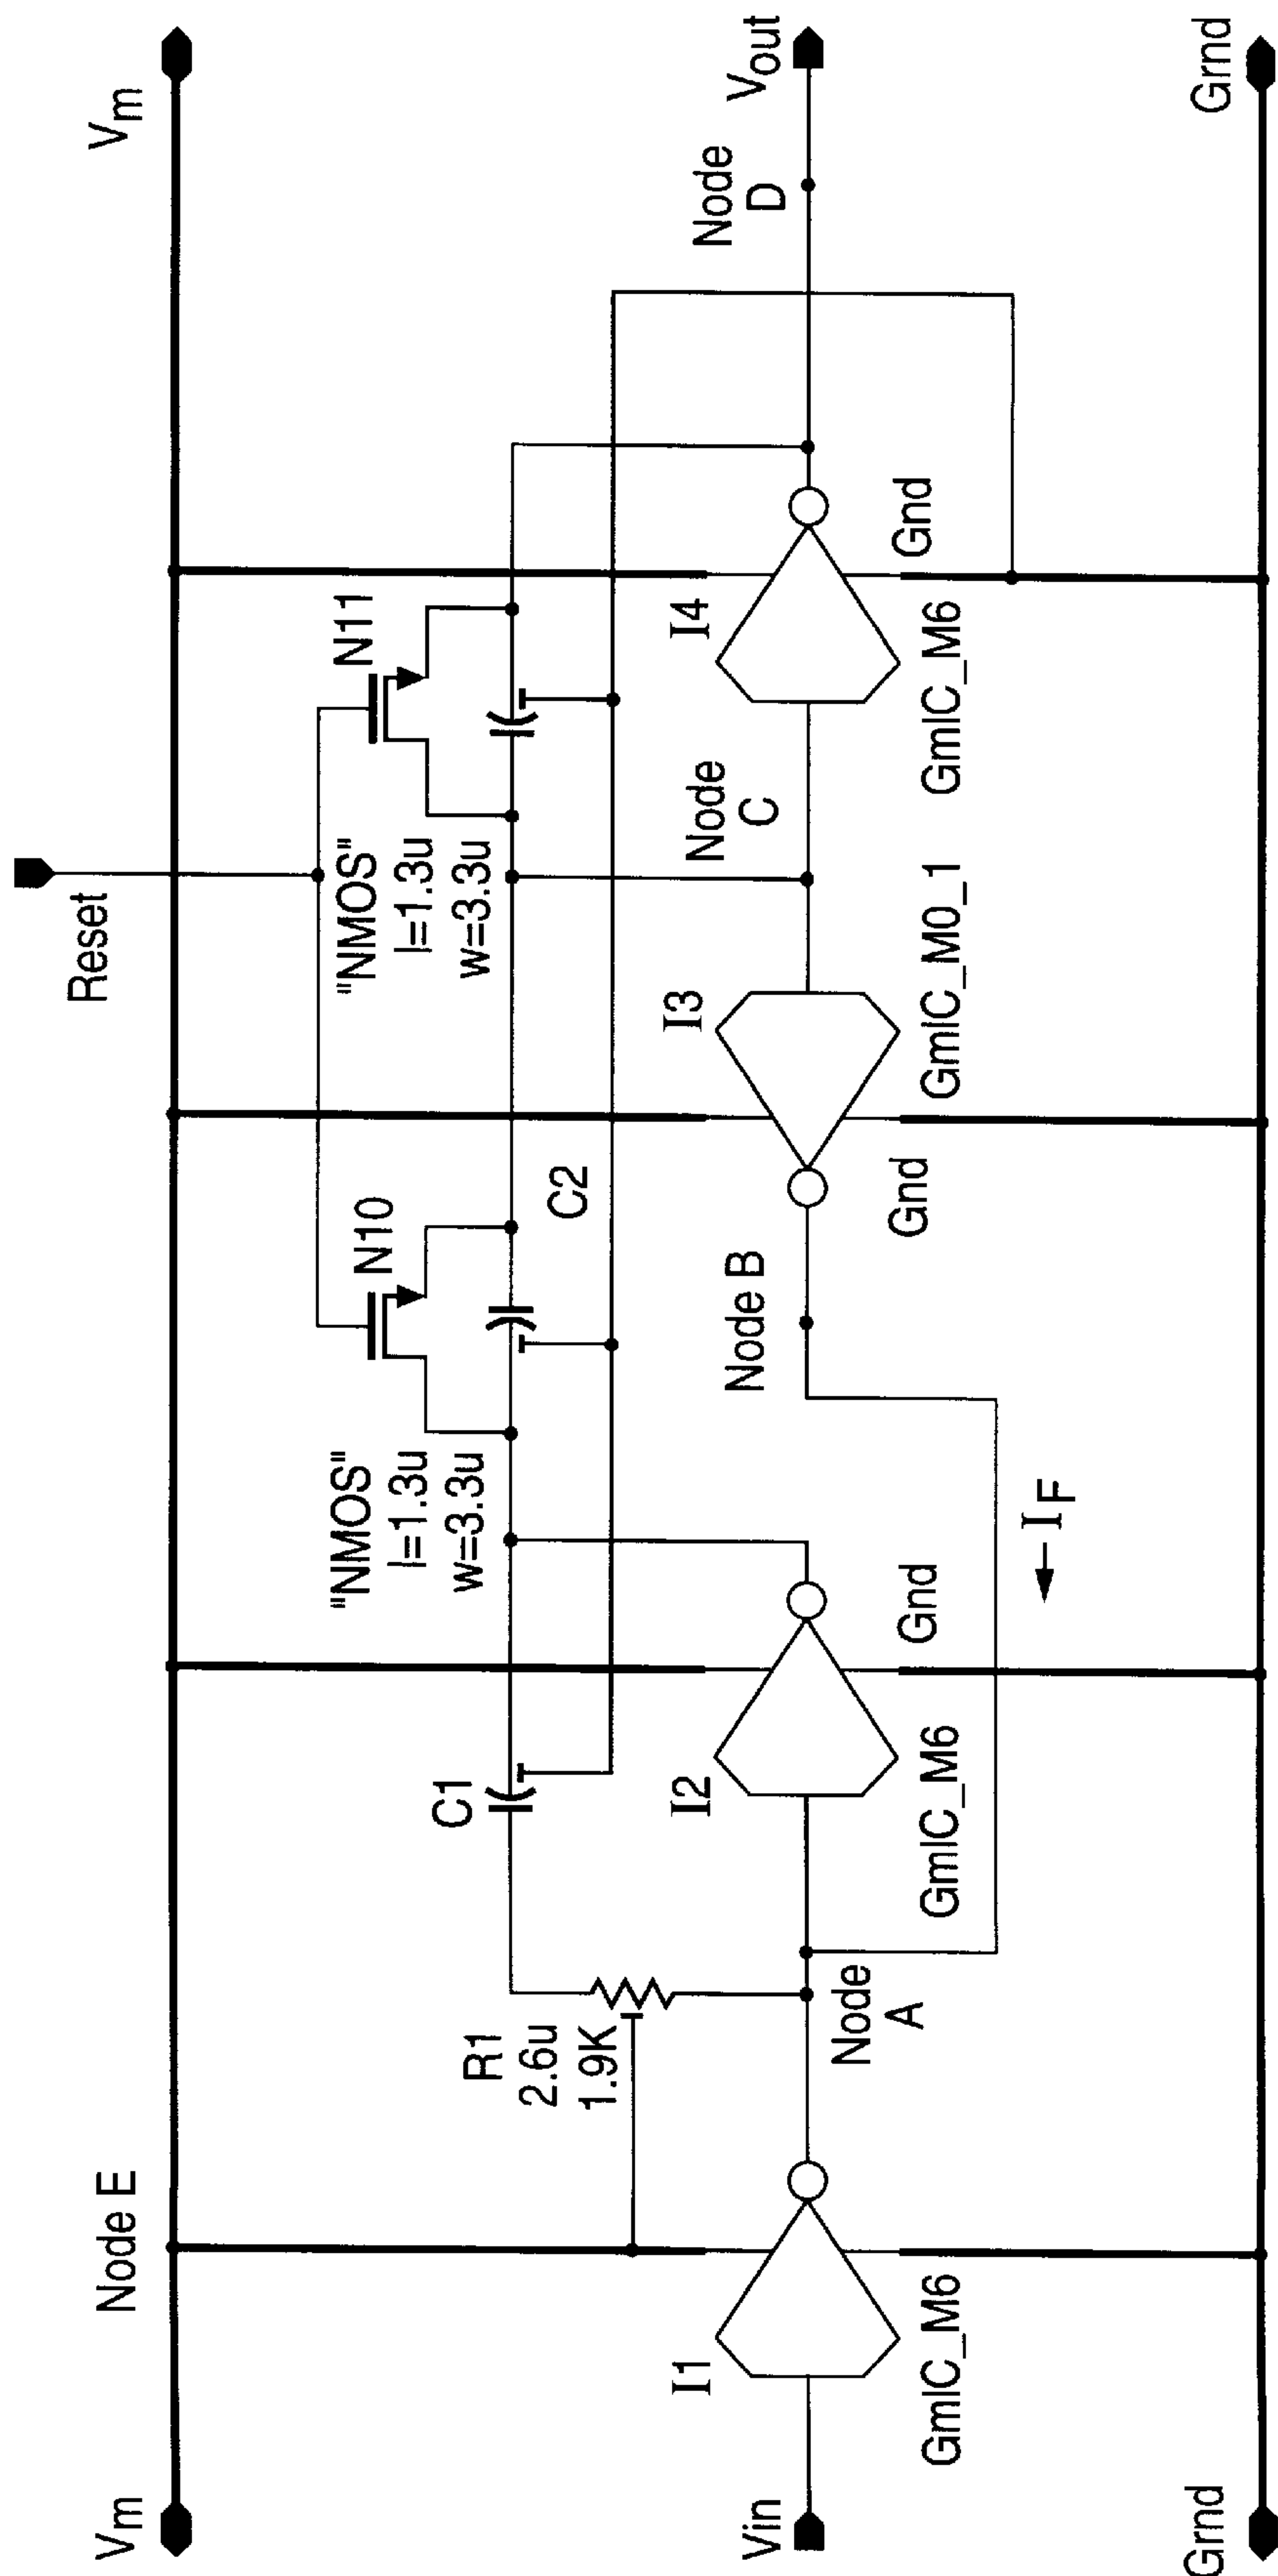 Reset
Vm
Node E
Vm
"NMOS"
l=1.3u
w=3.3u
N10
"NMOS"
l=1.3u
w=3.3u
N11
R1
2.6u
1.9K
C1
C2
Vin
I1
GmIC_M6
Node
A
I2
GmIC_M6
Gnd
IF
Node B
Gnd
I3
GmIC_M0_1
Node
C
I4
GmIC_M6
Gnd
Node
D
Vout
Grnd
Grnd